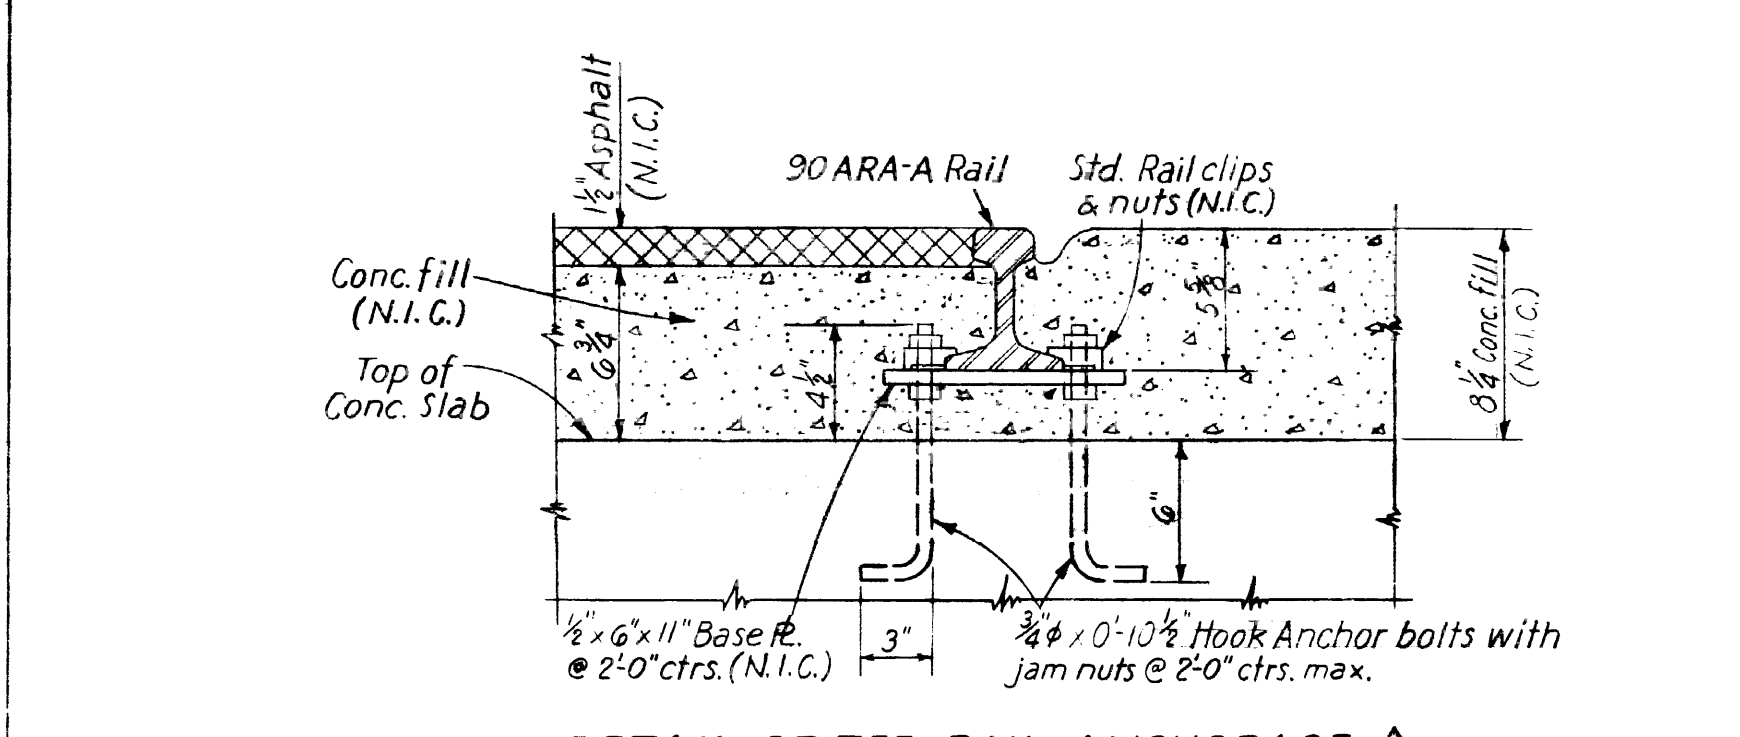 1½" Asphalt
(N.I.C.)
90 ARA-A Rail
Std. Rail clips
& nuts (N.I.C.)
Conc. fill
(N.I.C.)
6¾"
4½"
5⅝"
8¼" Conc. fill
(N.I.C.)
Top of
Conc. Slab
6"
½" x 6" x 11" Base ℄.
@ 2'-0" ctrs. (N.I.C.)
3"
¾"φ x 0'-10½" Hook Anchor bolts with
jam nuts @ 2'-0" ctrs. max.